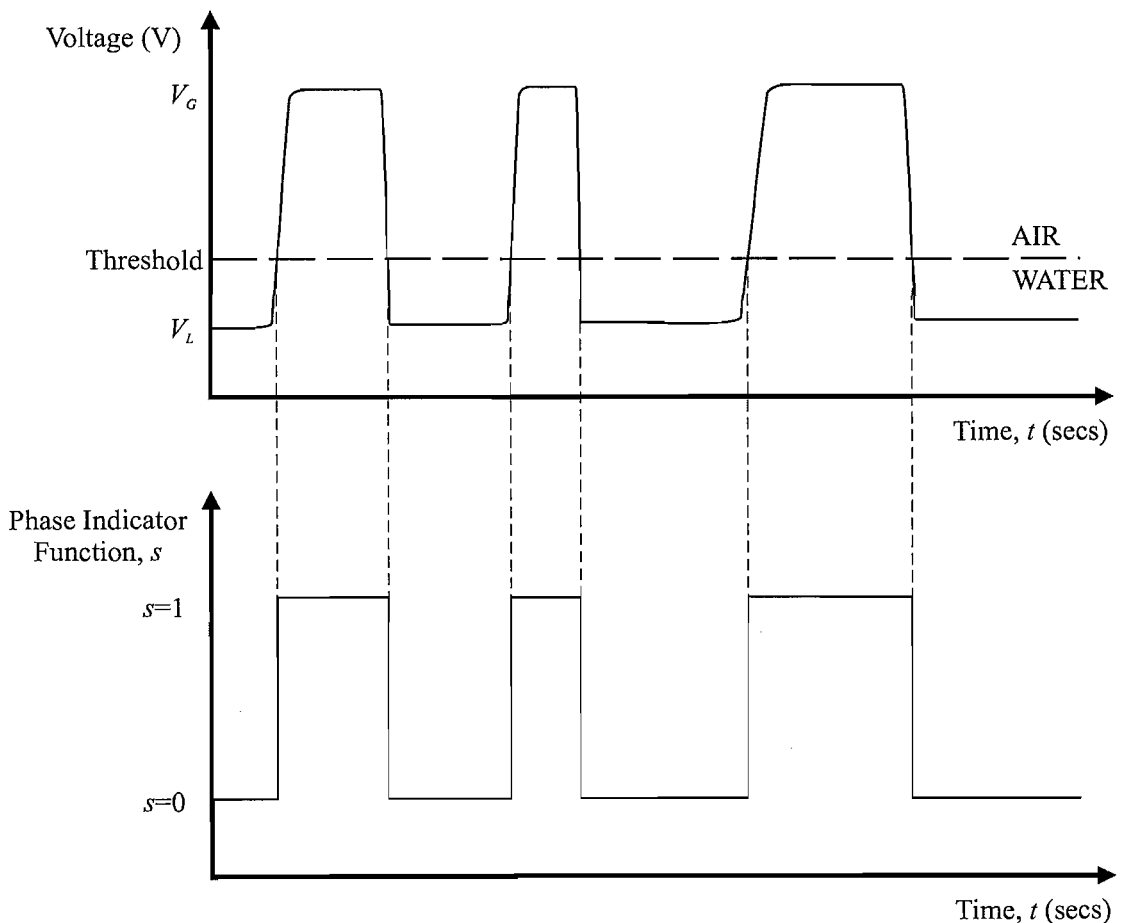 Voltage (V)
V_G
AIR
Threshold
WATER
V_L
Time, t (secs)
Phase Indicator
Function, s
s=1
s=0
Time, t (secs)